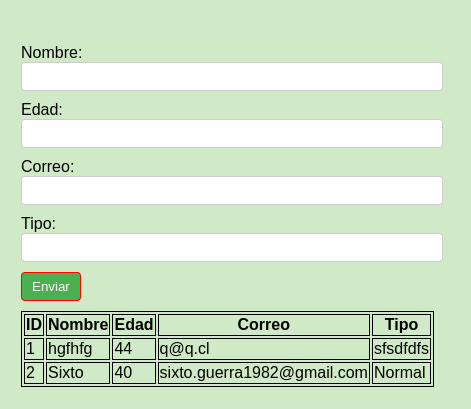 Nombre:
Edad:
Correo:
Tipo:
Enviar
ID Nombre Edad Correo Tipo
1 hgfhfg 44 q@q.cl sfsdfdfs
2 Sixto 40 sixto.guerra1982@gmail.com Normal